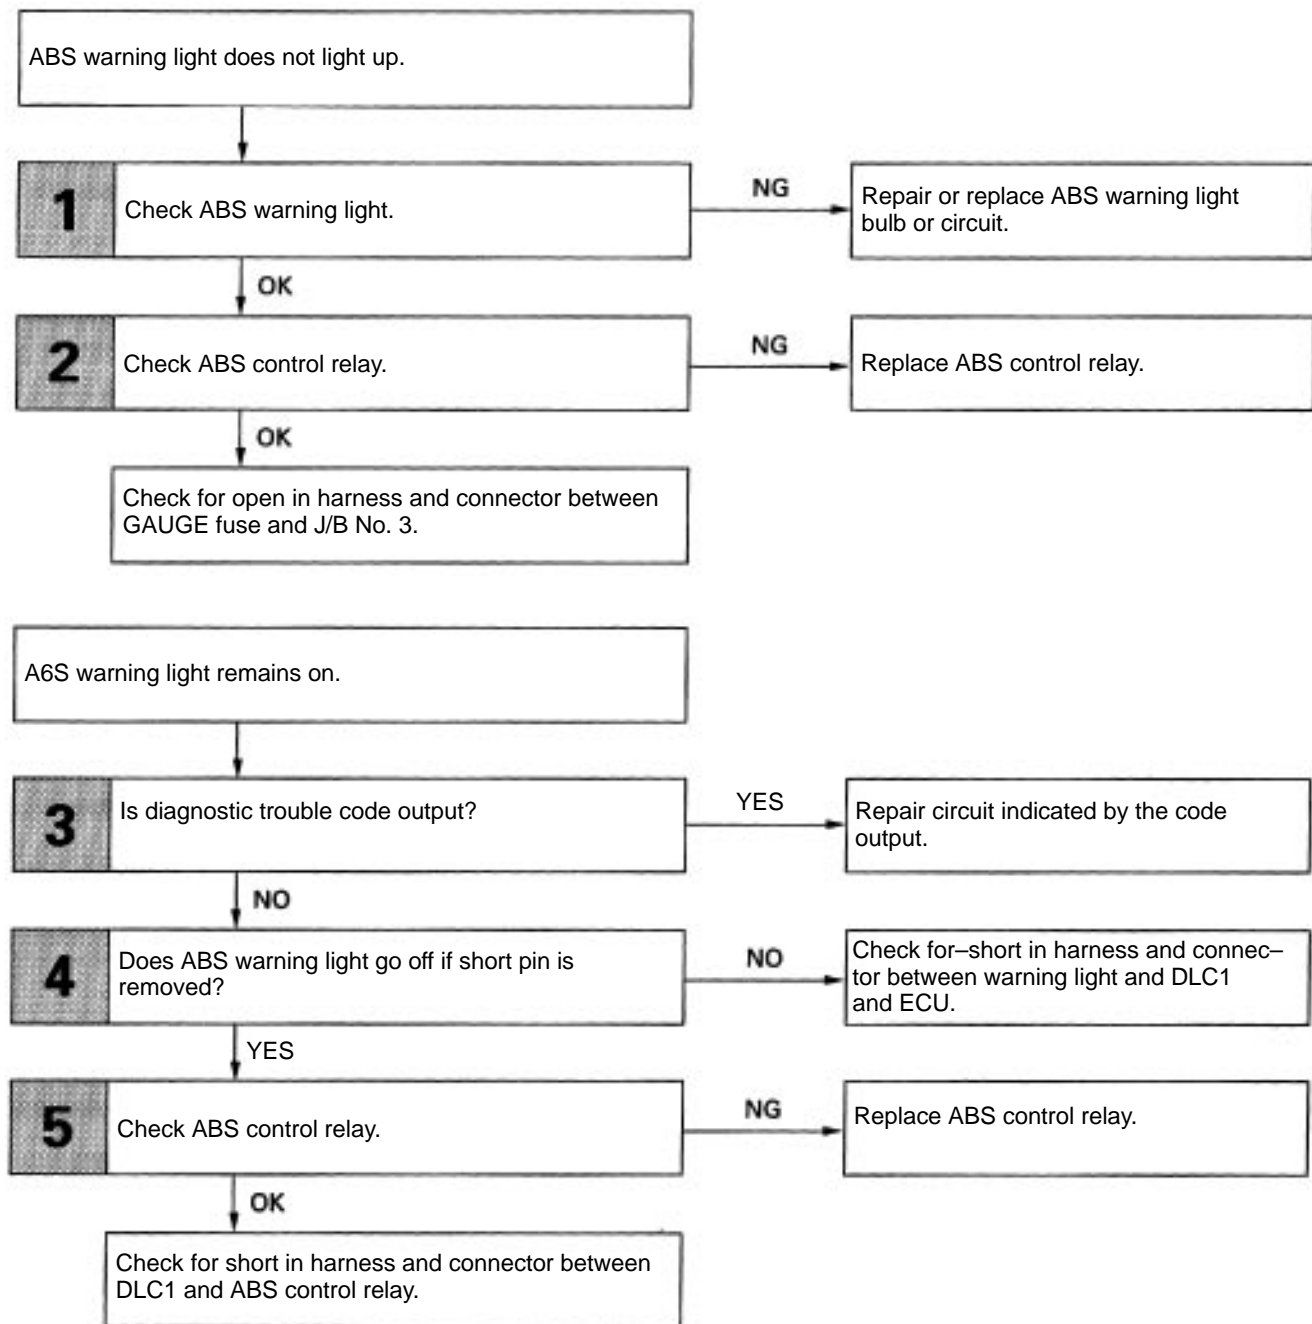 ABS warning light does not light up.
1
Check ABS warning light.
NG
Repair or replace ABS warning light
bulb or circuit.
OK
2
Check ABS control relay.
NG
Replace ABS control relay.
OK
Check for open in harness and connector between
GAUGE fuse and J/B No. 3.
A6S warning light remains on.
3
Is diagnostic trouble code output?
YES
Repair circuit indicated by the code
output.
NO
4
Does ABS warning light go off if short pin is
removed?
NO
Check for–short in harness and connec–
tor between warning light and DLC1
and ECU.
YES
5
Check ABS control relay.
NG
Replace ABS control relay.
OK
Check for short in harness and connector between
DLC1 and ABS control relay.